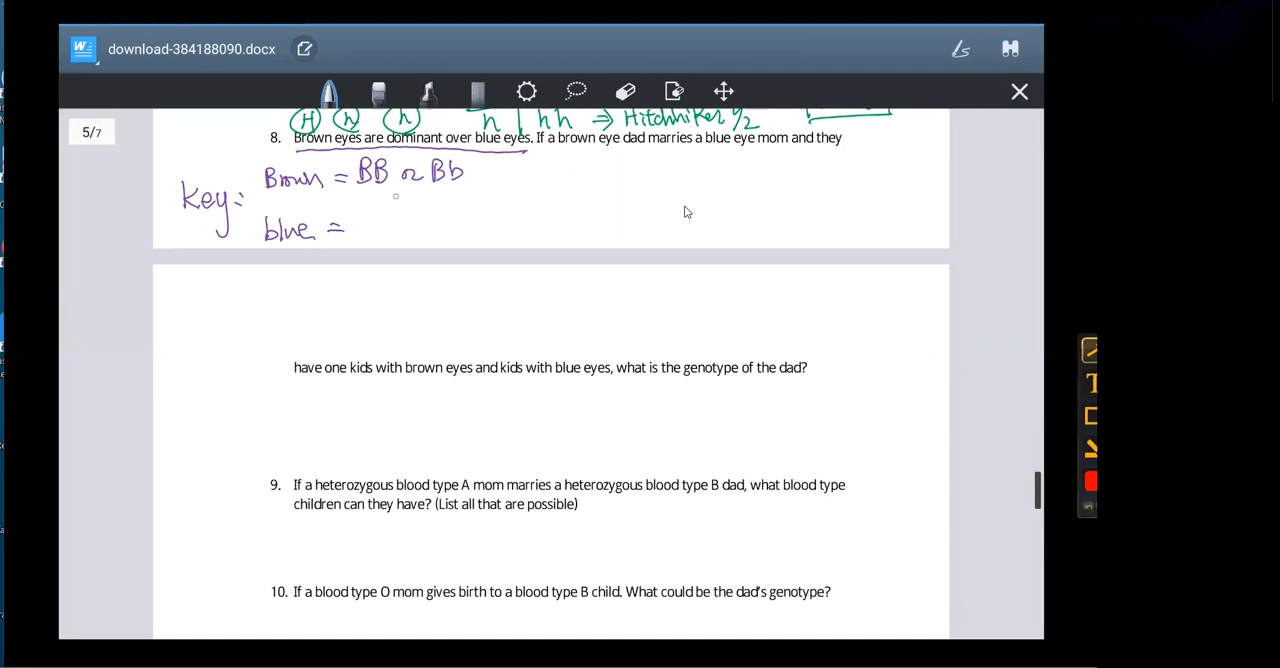 download-384188090.docx
5/7
H h h h hh ⇒ Hitchhiker 1/2
8. Brown eyes are dominant over blue eyes. If a brown eye dad marries a blue eye mom and they
Key: Brown = BB or Bb
blue =
have one kids with brown eyes and kids with blue eyes, what is the genotype of the dad?
9. If a heterozygous blood type A mom marries a heterozygous blood type B dad, what blood type
children can they have? (List all that are possible)
10. If a blood type O mom gives birth to a blood type B child. What could be the dad's genotype?